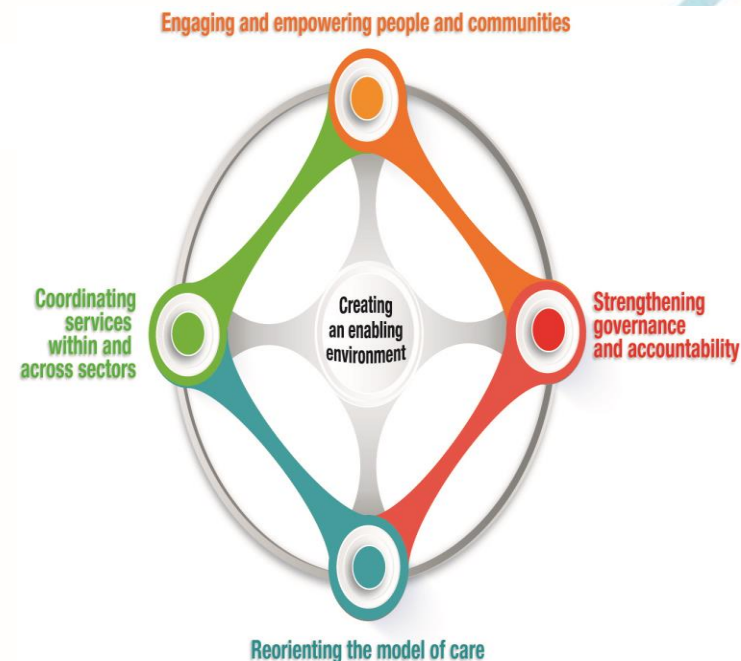 Engaging and empowering people and communities
Coordinating
services
within and
across sectors
Creating
an enabling
environment
Strengthening
governance
and accountability
Reorienting the model of care